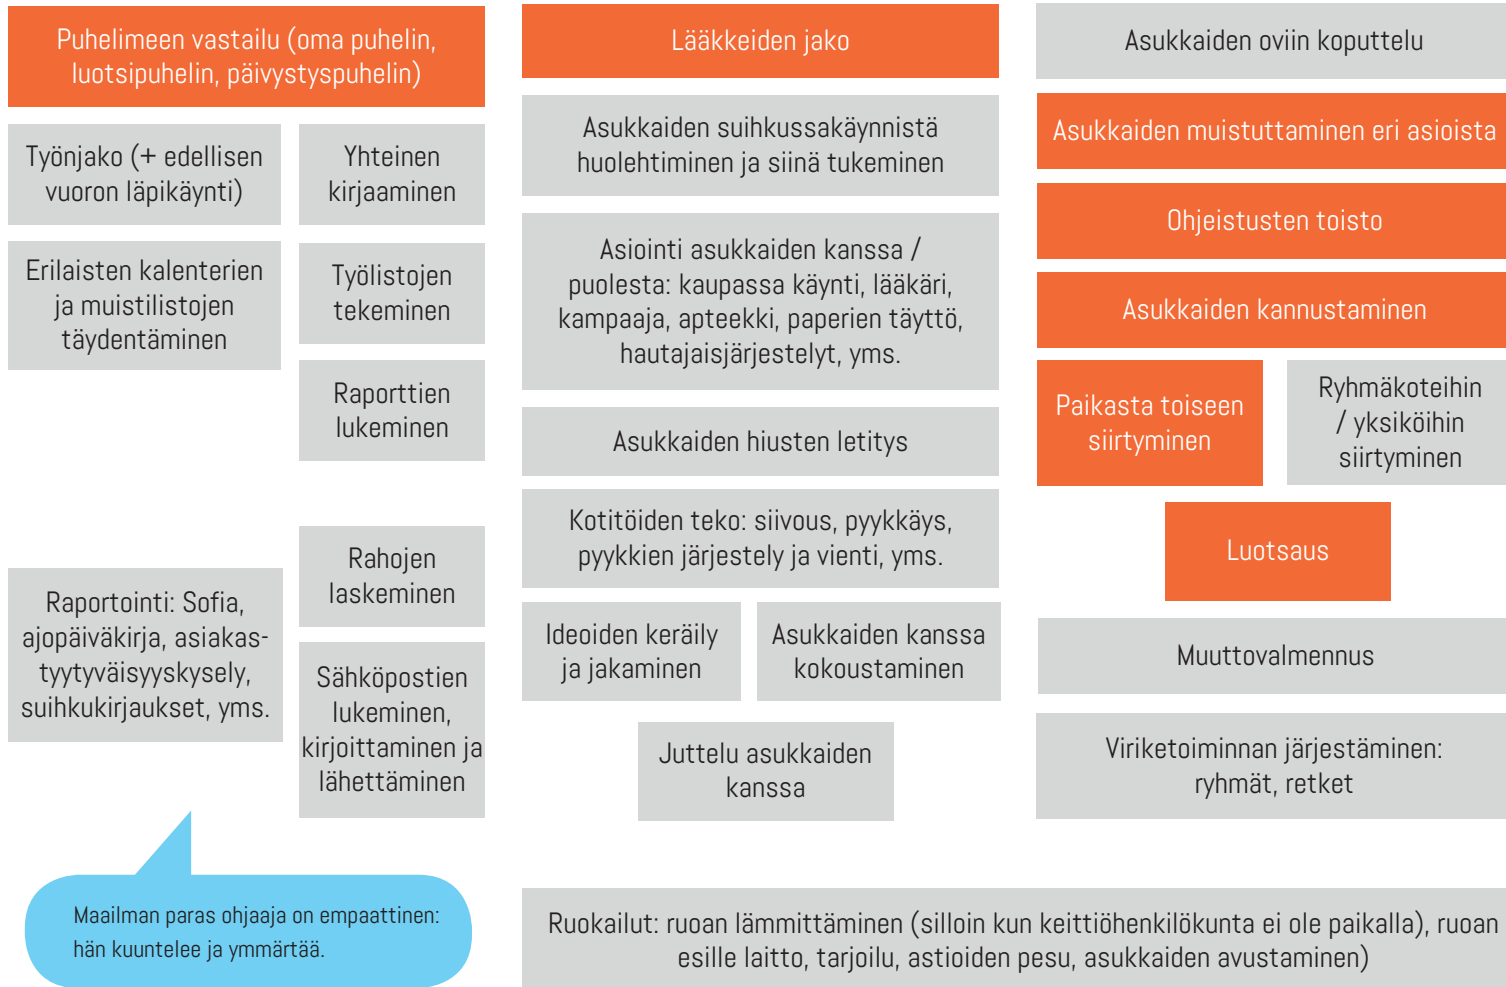 Puhelimeen vastailu (oma puhelin,
luotsipuhelin, päivystyspuhelin)
Työnjako (+ edellisen
vuoron läpikäynti)
Yhteinen
kirjaaminen
Erilaisten kalenterien
ja muistilistojen
täydentäminen
Työlistojen
tekeminen
Raporttien
lukeminen
Rahojen
laskeminen
Raportointi: Sofia,
ajopäiväkirja, asiakas-
tyytyväisyyskysely,
suihkukirjaukset, yms.
Sähköpostien
lukeminen,
kirjoittaminen ja
lähettäminen
Maailman paras ohjaaja on empaattinen:
hän kuuntelee ja ymmärtää.
Lääkkeiden jako
Asukkaiden suihkussakäynnistä
huolehtiminen ja siinä tukeminen
Asiointi asukkaiden kanssa /
puolesta: kaupassa käynti, lääkäri,
kampaaja, apteekki, paperien täyttö,
hautajaisjärjestelyt, yms.
Asukkaiden hiusten letitys
Kotitöiden teko: siivous, pyykkäys,
pyykkien järjestely ja vienti, yms.
Ideoiden keräily
ja jakaminen
Asukkaiden kanssa
kokoustaminen
Juttelu asukkaiden
kanssa
Asukkaiden oviin koputtelu
Asukkaiden muistuttaminen eri asioista
Ohjeistusten toisto
Asukkaiden kannustaminen
Paikasta toiseen
siirtyminen
Ryhmäkoteihin
/ yksiköihin
siirtyminen
Luotsaus
Muuttovalmennus
Viriketoiminnan järjestäminen:
ryhmät, retket
Ruokailut: ruoan lämmittäminen (silloin kun keittiöhenkilökunta ei ole paikalla), ruoan
esille laitto, tarjoilu, astioiden pesu, asukkaiden avustaminen)